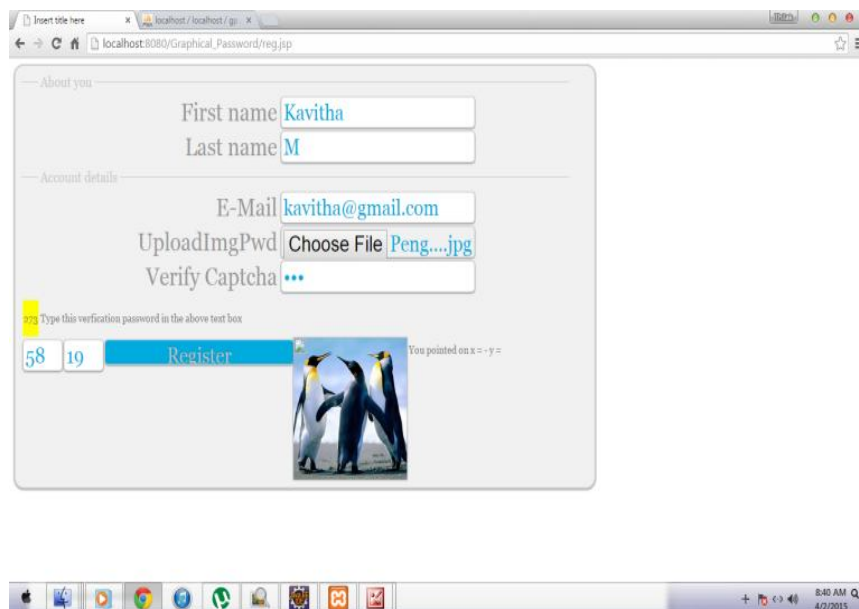 Insert title here
localhost / localhost / gp
localhost:8080/Graphical_Password/reg.jsp
About you
First name Kavitha
Last name M
Account details
E-Mail kavitha@gmail.com
UploadImgPwd Choose File Peng....jpg
Verify Captcha
273 Type this verfication password in the above text box
58 19 Register
You pointed on x = - y =
8:40 AM
4/2/2015